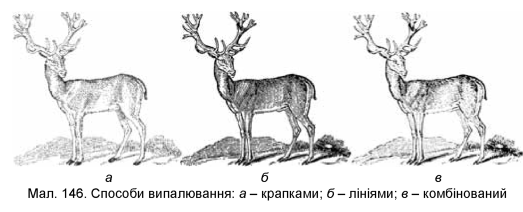 а б в
Мал. 146. Способи випалювання: а – крапками; б – лініями; в – комбінований